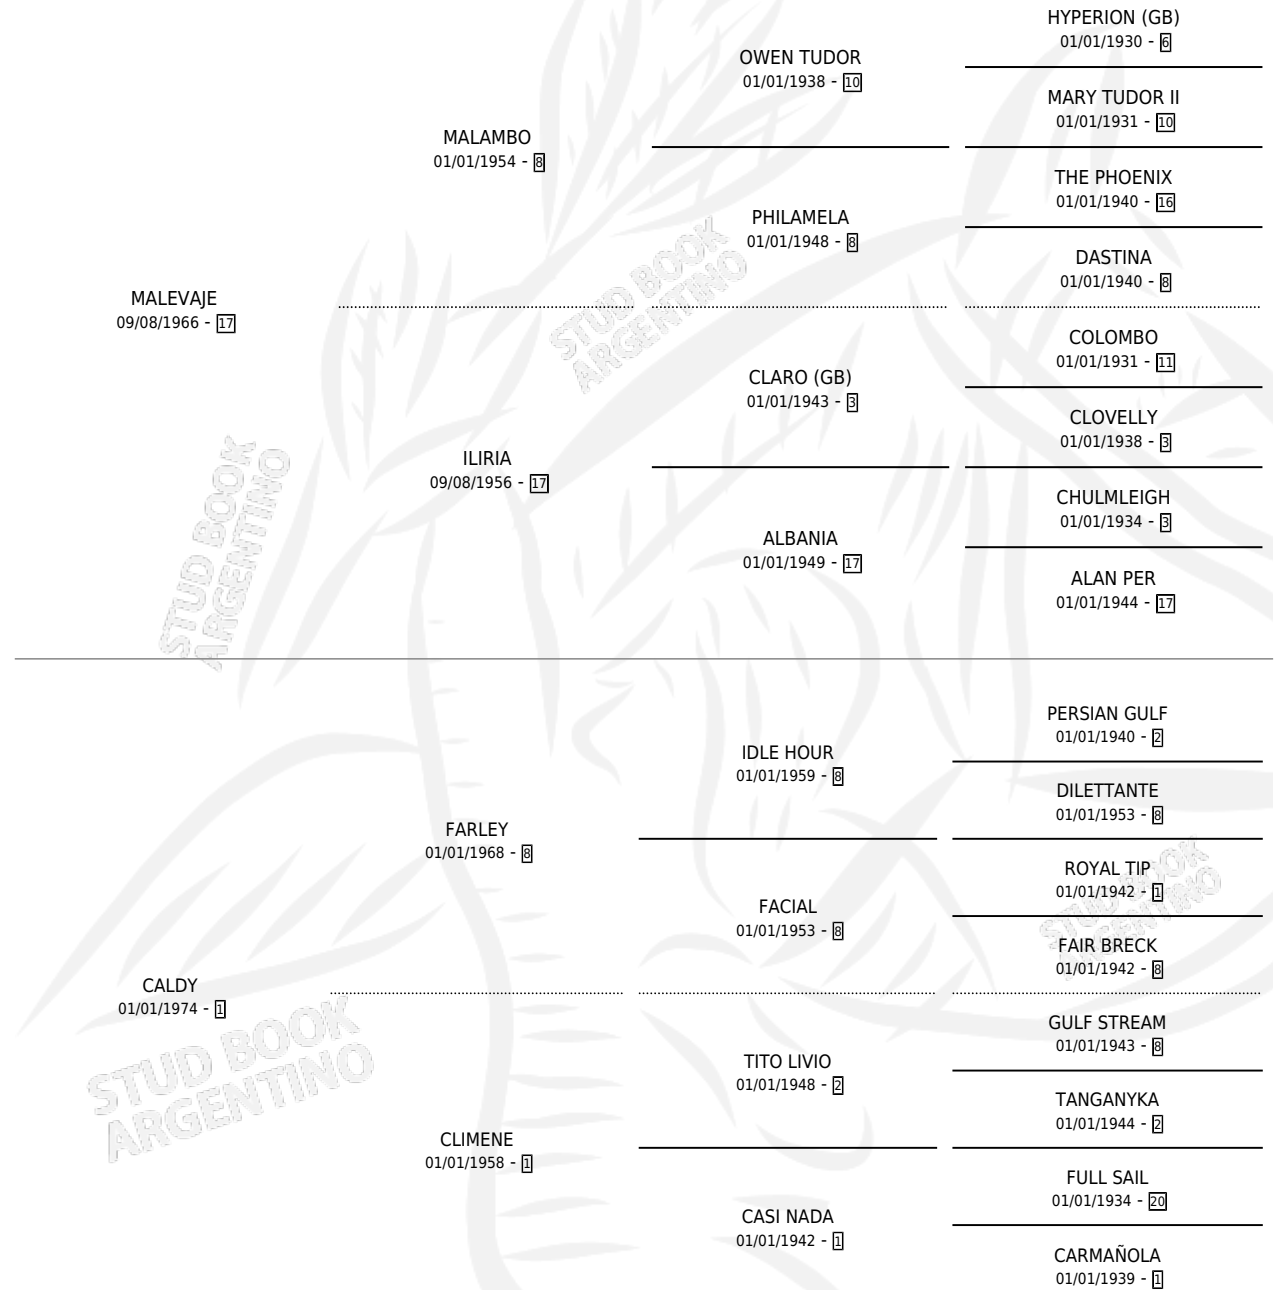 HYPERION (GB)
01/01/1930 - 6
OWEN TUDOR
01/01/1938 - 10
MARY TUDOR II
01/01/1931 - 10
MALAMBO
01/01/1954 - 8
THE PHOENIX
01/01/1940 - 16
PHILAMELA
01/01/1948 - 8
DASTINA
01/01/1940 - 8
MALEVAJE
09/08/1966 - 17
COLOMBO
01/01/1931 - 11
CLARO (GB)
01/01/1943 - 3
CLOVELLY
01/01/1938 - 3
ILIRIA
09/08/1956 - 17
CHULMLEIGH
01/01/1934 - 3
ALBANIA
01/01/1949 - 17
ALAN PER
01/01/1944 - 17
STUD BOOK
ARGENTINO
STUD BOOK
ARGENTINO
PERSIAN GULF
01/01/1940 - 2
IDLE HOUR
01/01/1959 - 8
DILETTANTE
01/01/1953 - 8
FARLEY
01/01/1968 - 8
ROYAL TIP
01/01/1942 - 1
FACIAL
01/01/1953 - 8
FAIR BRECK
01/01/1942 - 8
STUD BOOK
ARGENTINO
CALDY
01/01/1974 - 1
GULF STREAM
01/01/1943 - 8
TITO LIVIO
01/01/1948 - 2
TANGANYKA
01/01/1944 - 2
STUD BOOK
ARGENTINO
CLIMENE
01/01/1958 - 1
FULL SAIL
01/01/1934 - 20
CASI NADA
01/01/1942 - 1
CARMAÑOLA
01/01/1939 - 1